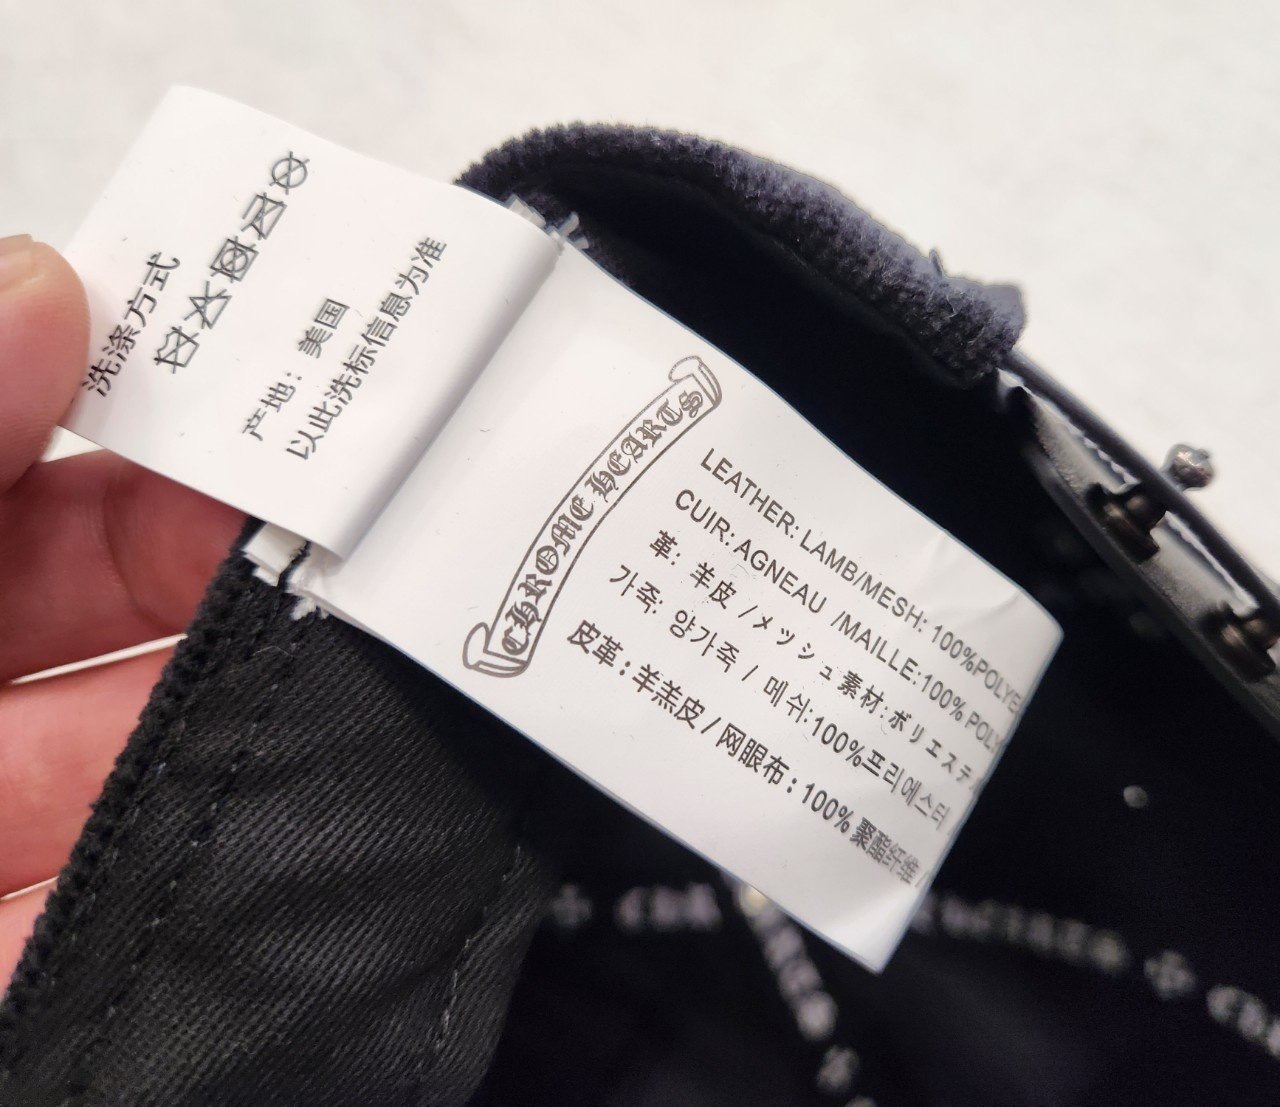 洗涤方式
产地：美国
以此洗标信息为准
CHROME HEARTS
LEATHER: LAMB/MESH: 100%POLYE
CUIR: AGNEAU /MAILLE:100% POLY
革: 羊皮 /メッシュ素材:ポリエステ
가죽: 양가죽 / 메쉬:100%프리에스터
皮革：羊羔皮/网眼布：100%聚酯纤维/